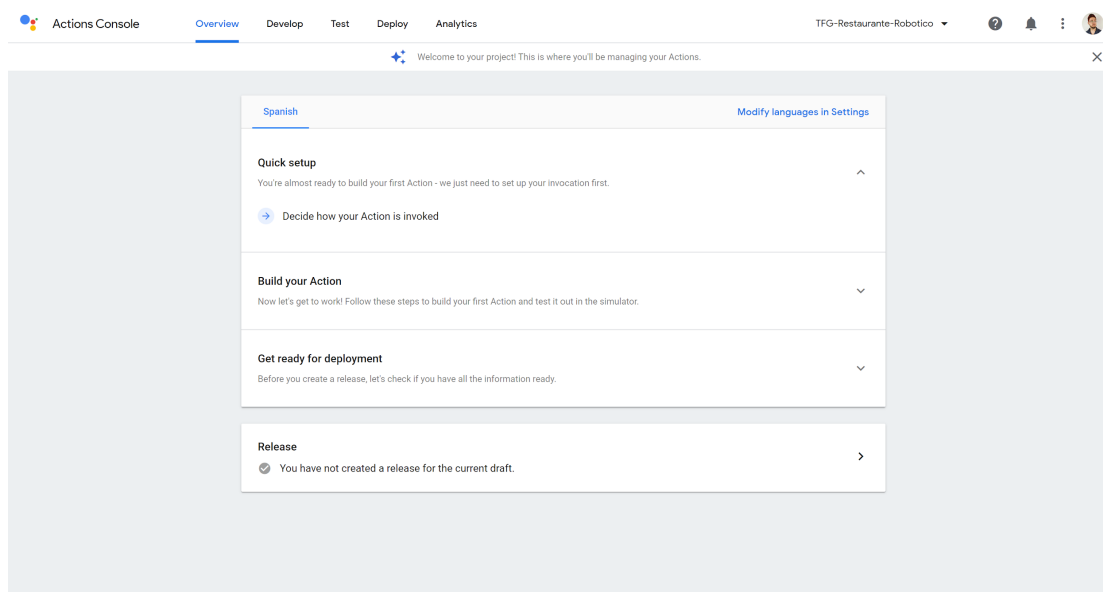 Actions Console Overview Develop Test Deploy Analytics TFG-Restaurante-Robotico
Welcome to your project! This is where you'll be managing your Actions.
Spanish Modify languages in Settings
Quick setup
You're almost ready to build your first Action - we just need to set up your invocation first.
Decide how your Action is invoked
Build your Action
Now let's get to work! Follow these steps to build your first Action and test it out in the simulator.
Get ready for deployment
Before you create a release, let's check if you have all the information ready.
Release
You have not created a release for the current draft.